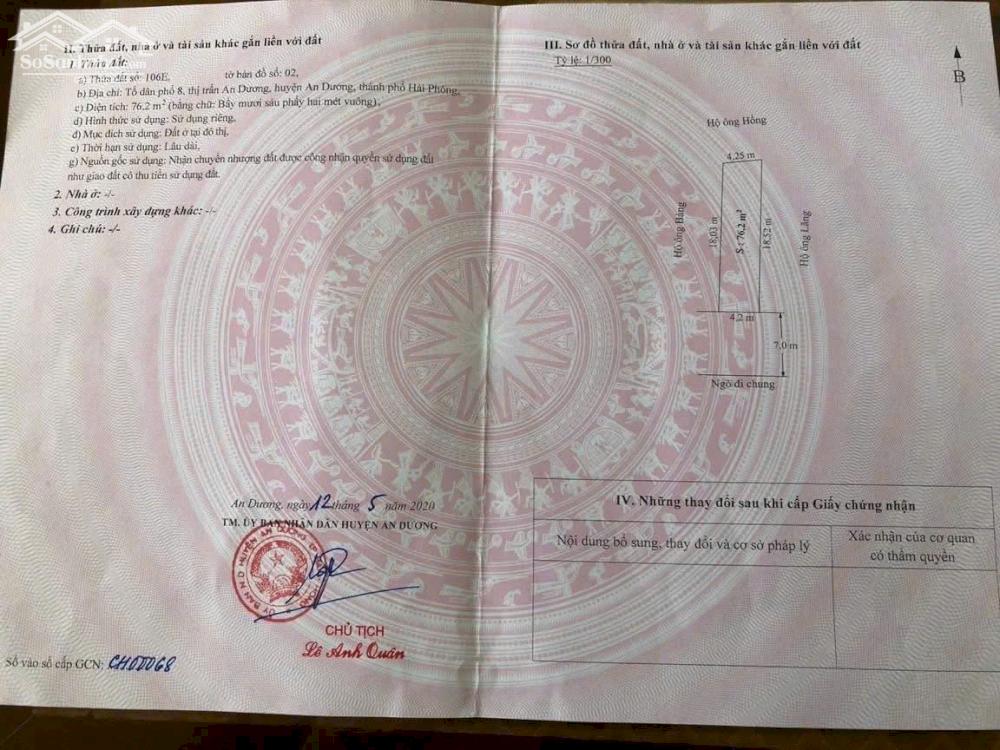 II. Thửa đất, nhà ở và tài sản khác gắn liền với đất
1. Thửa đất:
a) Thửa đất số: 106E, tờ bản đồ số: 02,
b) Địa chỉ: Tổ dân phố 8, thị trấn An Dương, huyện An Dương, thành phố Hải Phòng,
c) Diện tích: 76.2 m² (bằng chữ: Bẩy mươi sáu phẩy hai mét vuông),
d) Hình thức sử dụng: Sử dụng riêng,
đ) Mục đích sử dụng: Đất ở tại đô thị,
e) Thời hạn sử dụng: Lâu dài,
g) Nguồn gốc sử dụng: Nhận chuyển nhượng đất được công nhận quyền sử dụng đất
như giao đất có thu tiền sử dụng đất.
2. Nhà ở: -/-
3. Công trình xây dựng khác: -/-
4. Ghi chú: -/-
An Dương, ngày 12 tháng 5 năm 2020
TM. ỦY BAN NHÂN DÂN HUYỆN AN DƯƠNG
CHỦ TỊCH
Lê Anh Quân
Số vào sổ cấp GCN: CH00068
III. Sơ đồ thửa đất, nhà ở và tài sản khác gắn liền với đất
Tỷ lệ: 1/300
B
Hộ ông Hồng
4,25 m
Hộ ông Bảng
18,03 m
S : 76,2 m²
18,52 m
Hộ ông Lăng
4,2 m
7,0 m
Ngõ đi chung
IV. Những thay đổi sau khi cấp Giấy chứng nhận
Nội dung bổ sung, thay đổi và cơ sở pháp lý
Xác nhận của cơ quan
có thẩm quyền